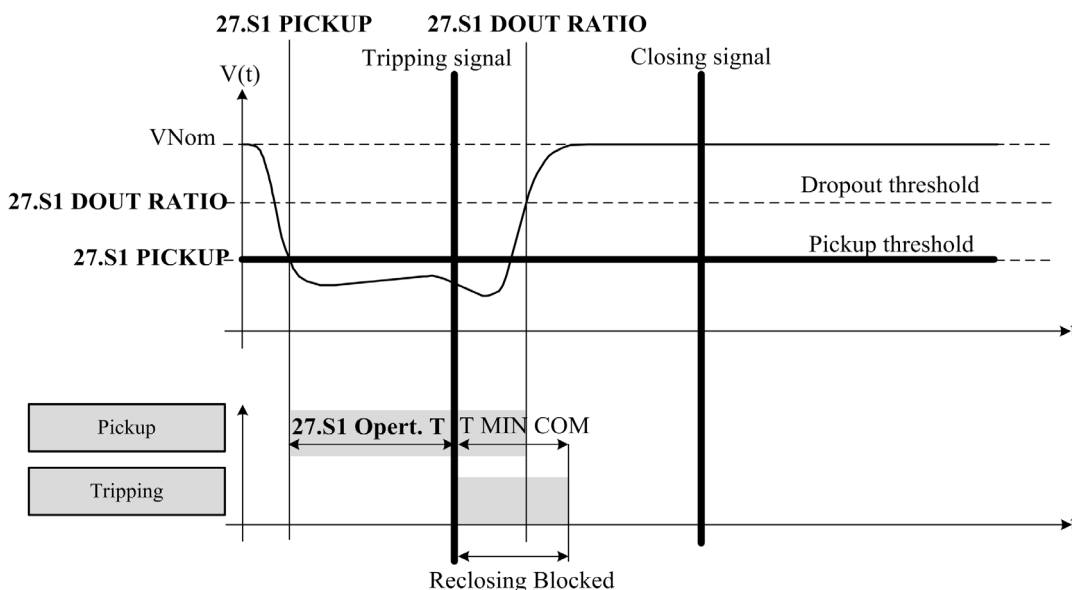 27.S1 PICKUP
27.S1 DOUT RATIO
Tripping signal
Closing signal
V(t)
VNom
27.S1 DOUT RATIO
Dropout threshold
27.S1 PICKUP
Pickup threshold
Pickup
27.S1 Opert. T
T MIN COM
Tripping
Reclosing Blocked